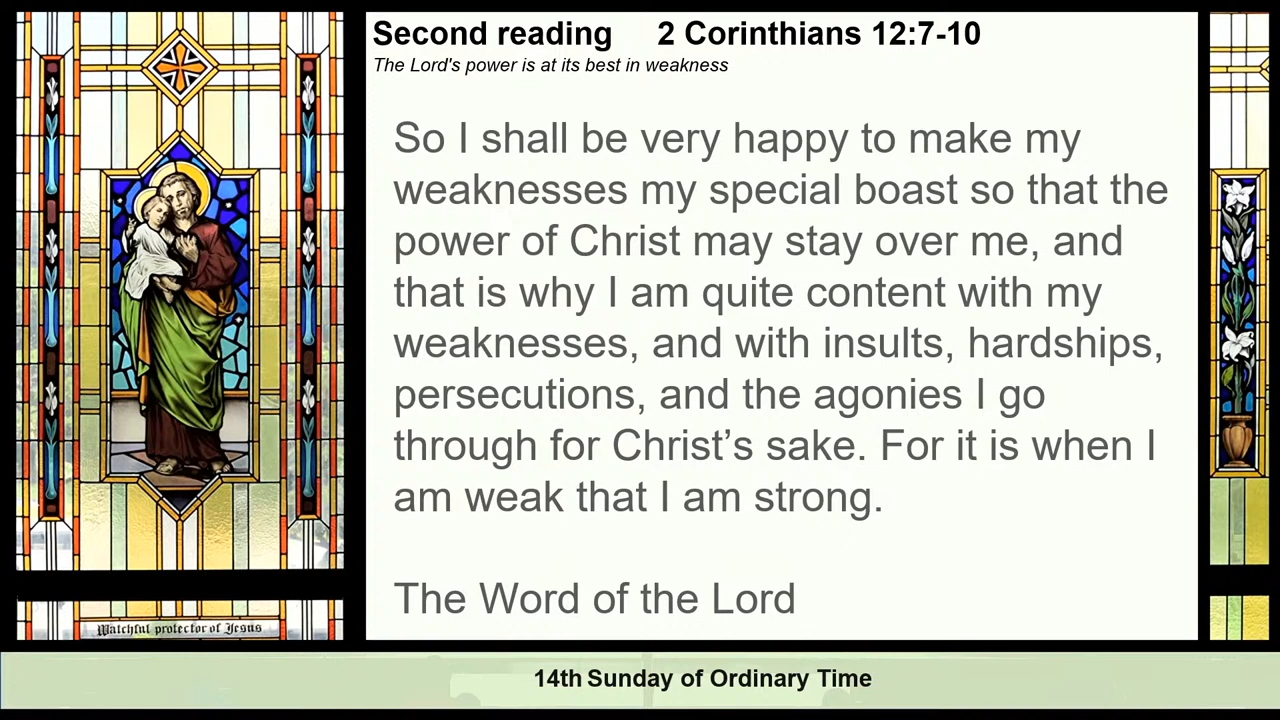 Second reading 2 Corinthians 12:7-10
The Lord's power is at its best in weakness
So I shall be very happy to make my
weaknesses my special boast so that the
power of Christ may stay over me, and
that is why I am quite content with my
weaknesses, and with insults, hardships,
persecutions, and the agonies I go
through for Christ’s sake. For it is when I
am weak that I am strong.
The Word of the Lord
Watchful protector of Jesus
14th Sunday of Ordinary Time